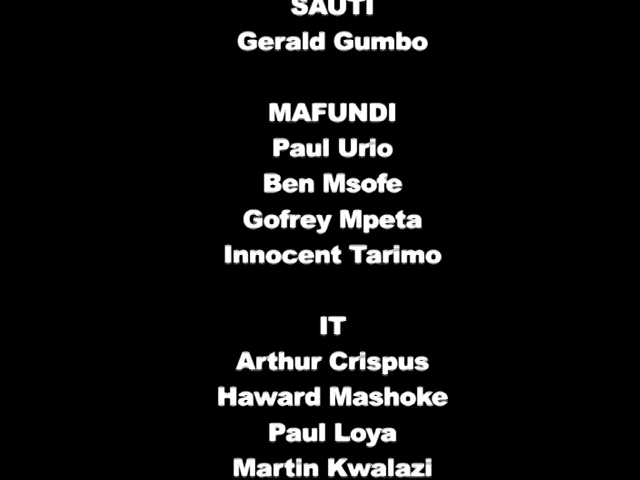 SAUTI
Gerald Gumbo
MAFUNDI
Paul Urio
Ben Msofe
Gofrey Mpeta
Innocent Tarimo
IT
Arthur Crispus
Haward Mashoke
Paul Loya
Martin Kwalazi